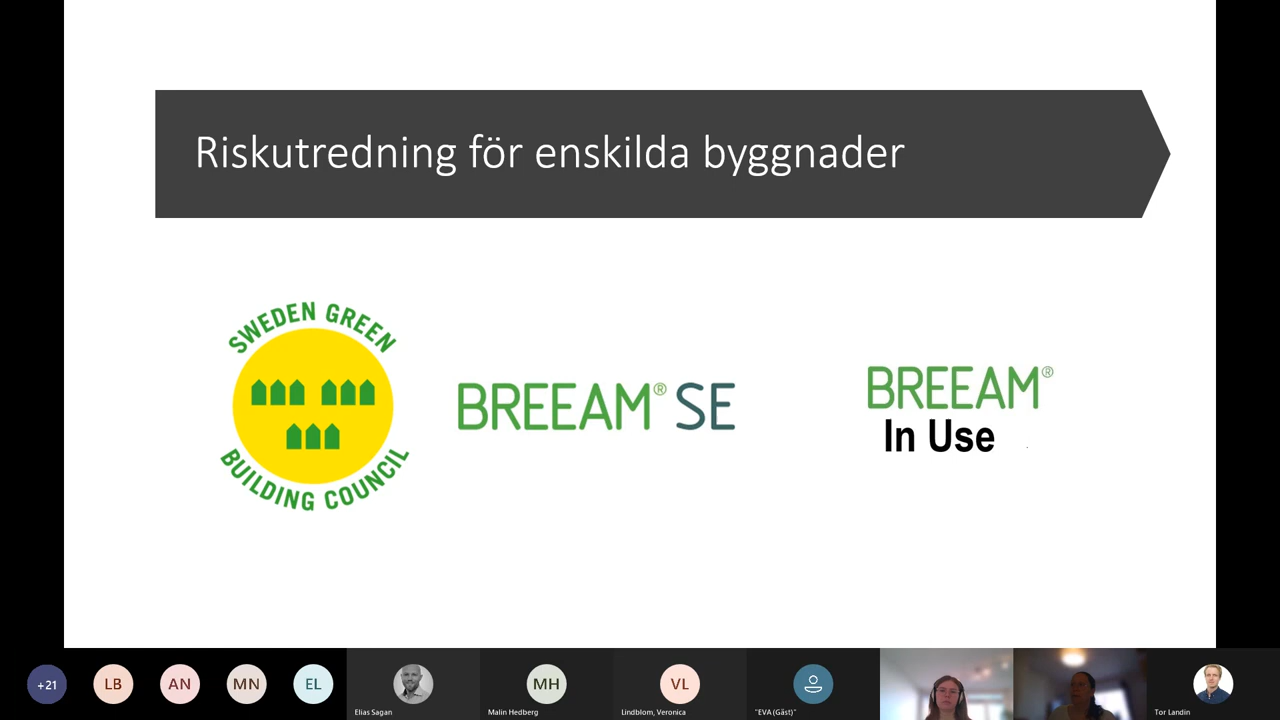 Riskutredning för enskilda byggnader
SWEDEN GREEN
BUILDING COUNCIL
BREEAM® SE
BREEAM®
In Use
+21
LB
AN
MN
EL
MH
VL
Elias Sagan
Malin Hedberg
Lindblom, Veronica
"EVA (Gäst)"
Tor Landin